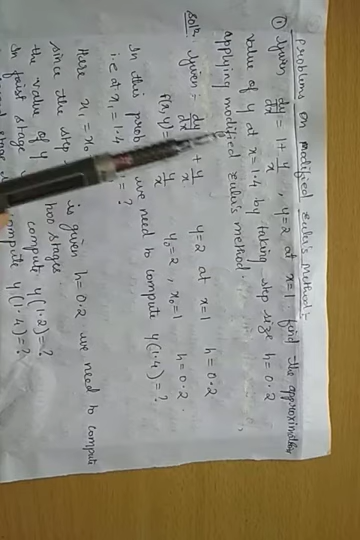 Problems on modified Euler's Method:-
① Given dy/dx = 1 + y/x, y=2 at x=1 find the approximate
value of y at x=1.4 by taking step size h=0.2
applying modified Euler's method.
Soln: Given dy/dx + y/x y=2 at x=1 h=0.2
f(x, y) = y/x y₀=2, x₀=1 h=0.2.
In this prob we need to compute y(1.4)=?
i.e at x₁=1.4 =?
Here x₁=x₀ is given h=0.2 we need to compute
since the step two stages.
the value of y compute y(1.2)=?
In first stage compute y(1.4)=?